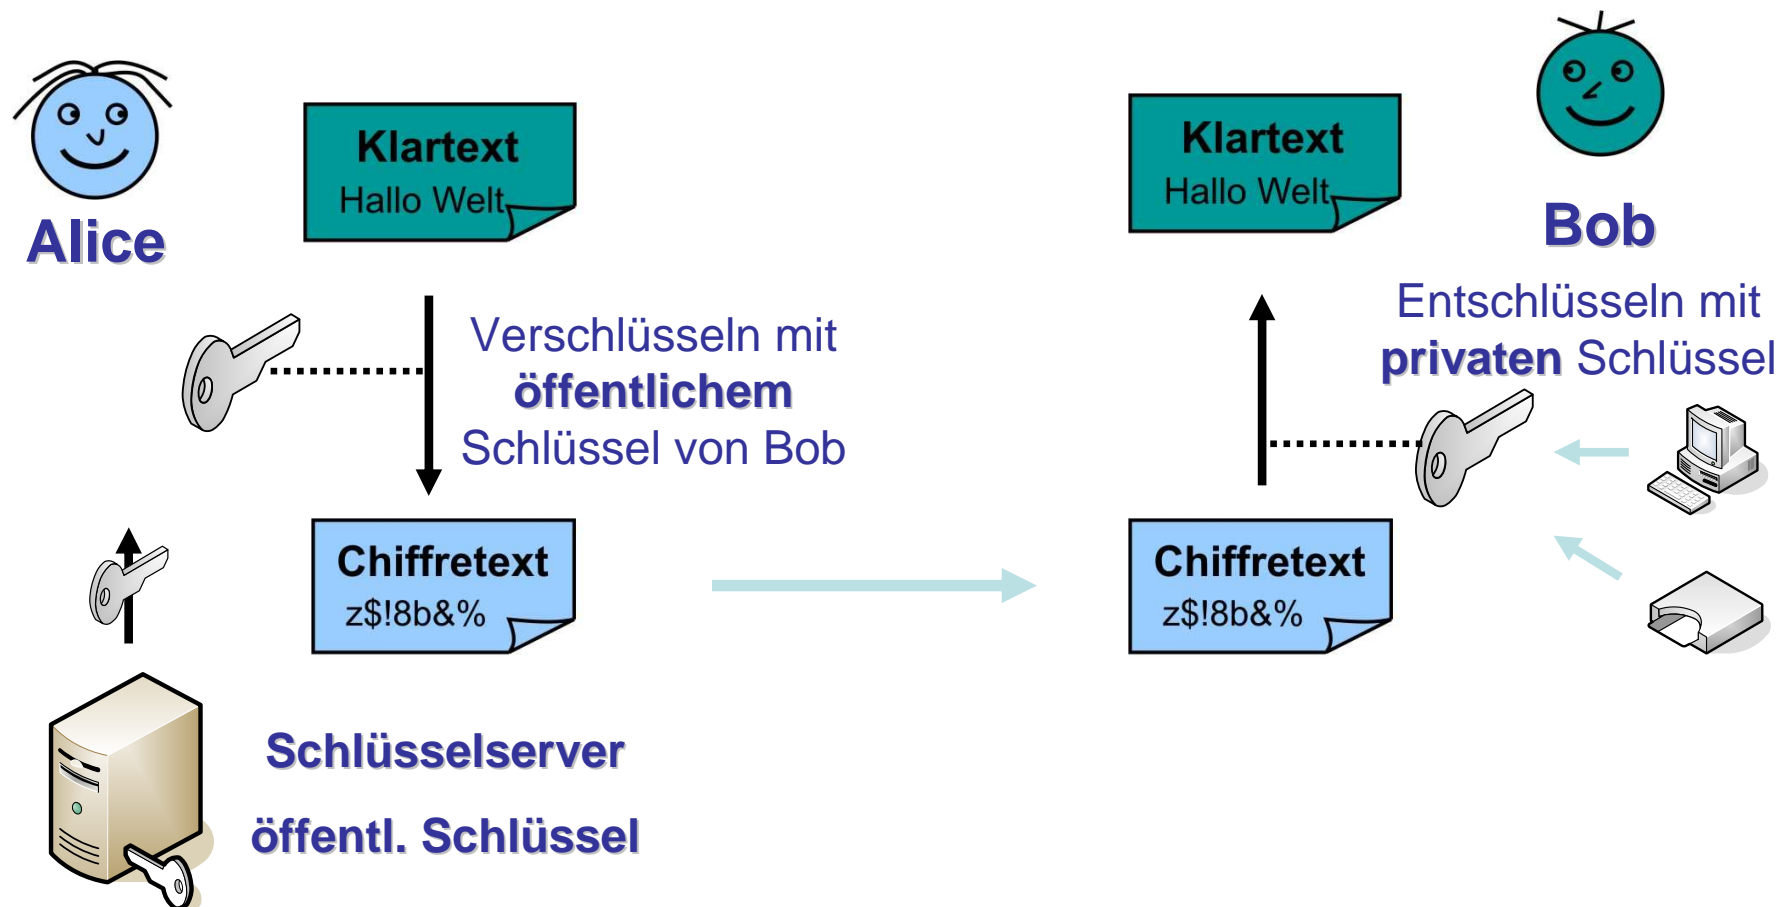 Alice
Klartext
Hallo Welt
Verschlüsseln mit
öffentlichem
Schlüssel von Bob
Chiffretext
z$!8b&%
Schlüsselserver
öffentl. Schlüssel
Klartext
Hallo Welt
Bob
Entschlüsseln mit
privaten Schlüssel
Chiffretext
z$!8b&%